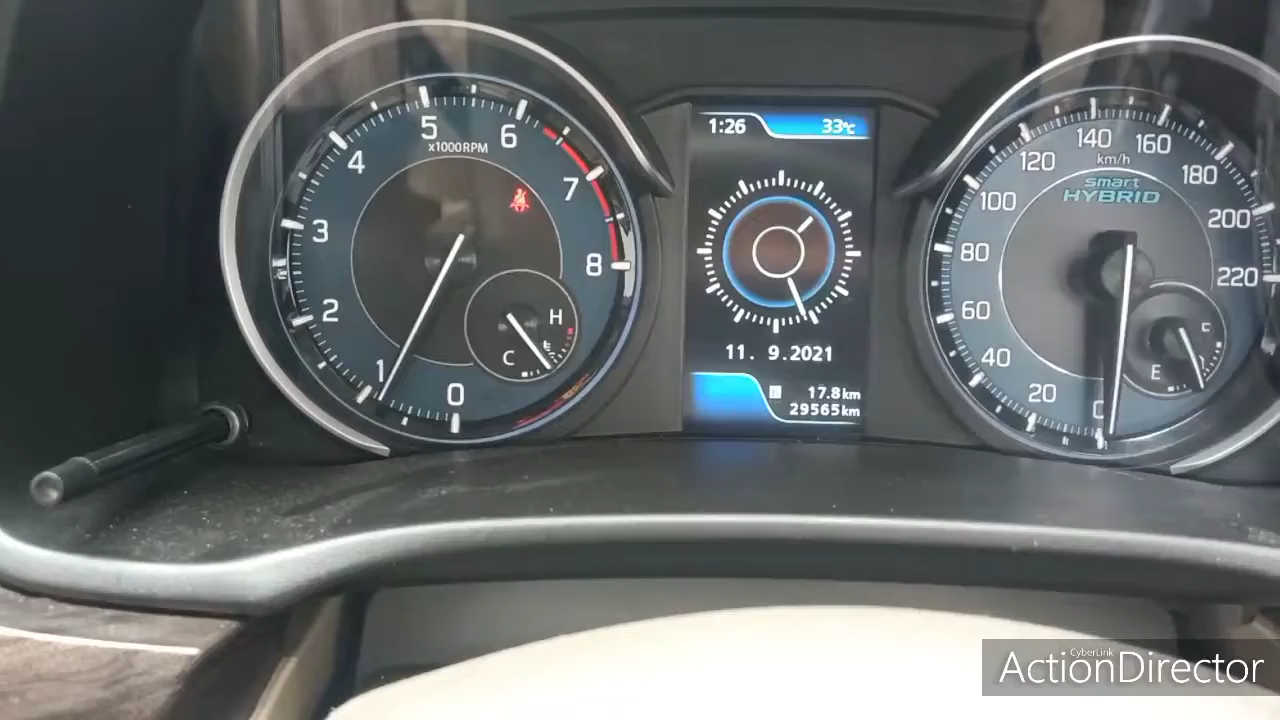 0
1
2
3
4
5
6
7
8
x1000RPM
H
C
1:26
33°C
11. 9.2021
17.8km
29565km
0
20
40
60
80
100
120
140
160
180
200
220
km/h
smart
HYBRID
E
CyberLink
ActionDirector